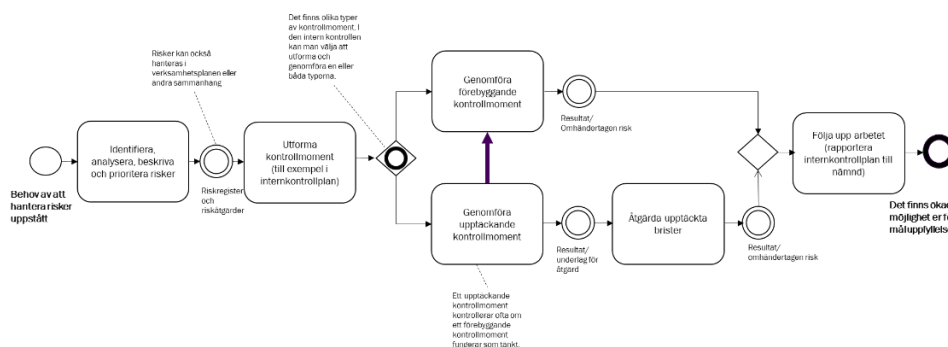 Det finns olika typer
av kontrollmoment. I
den intern kontrollen
kan man välja att
utforma och
genomföra en eller
båda typerna.
Risker kan också
hanteras i
verksamhetsplanen eller
andra sammanhang
Genomföra
förebyggande
kontrollmoment
Resultat/
Omhändertagen risk
Identifiera,
analysera, beskriva
och prioritera risker
Utforma
kontrollmoment
(till exempel i
internkontrollplan)
Följa upp arbetet
(rapportera
internkontrollplan till
nämnd)
Behov av att
hantera risker
uppstått
Riskregister
och
riskåtgärder
Genomföra
upptäckande
kontrollmoment
Åtgärda upptäckta
brister
Resultat/
underlag för
åtgärd
Resultat/
omhändertagen risk
Det finns ökad
möjlighet er fö
måluppfyllelse
Ett upptäckande
kontrollmoment
kontrollerar ofta om
ett förebyggande
kontrollmoment
fungerar som tänkt.